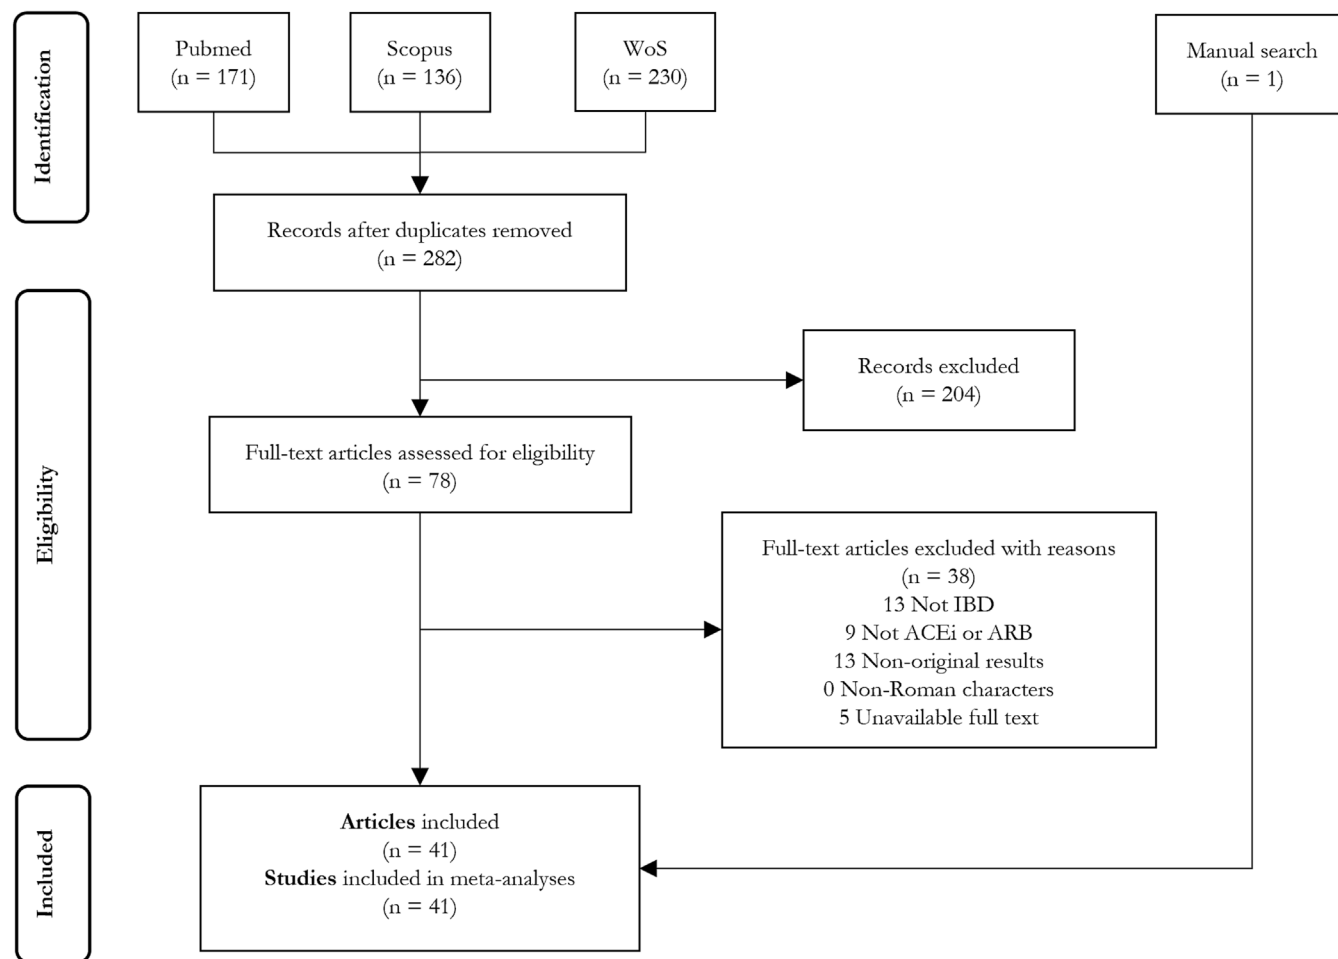 Identification
Pubmed
(n = 171)
Scopus
(n = 136)
WoS
(n = 230)
Manual search
(n = 1)
Records after duplicates removed
(n = 282)
Eligibility
Records excluded
(n = 204)
Full-text articles assessed for eligibility
(n = 78)
Full-text articles excluded with reasons
(n = 38)
13 Not IBD
9 Not ACEi or ARB
13 Non-original results
0 Non-Roman characters
5 Unavailable full text
Included
Articles included
(n = 41)
Studies included in meta-analyses
(n = 41)